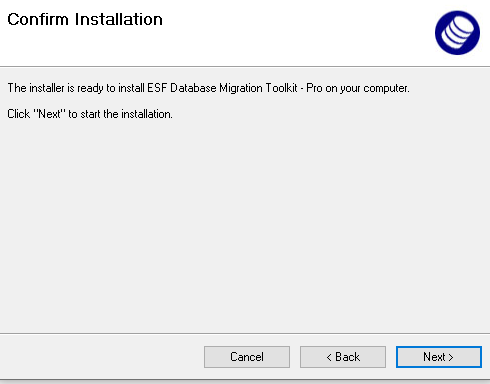 Confirm Installation
The installer is ready to install ESF Database Migration Toolkit - Pro on your computer.
Click "Next" to start the installation.
Cancel
< Back
Next >